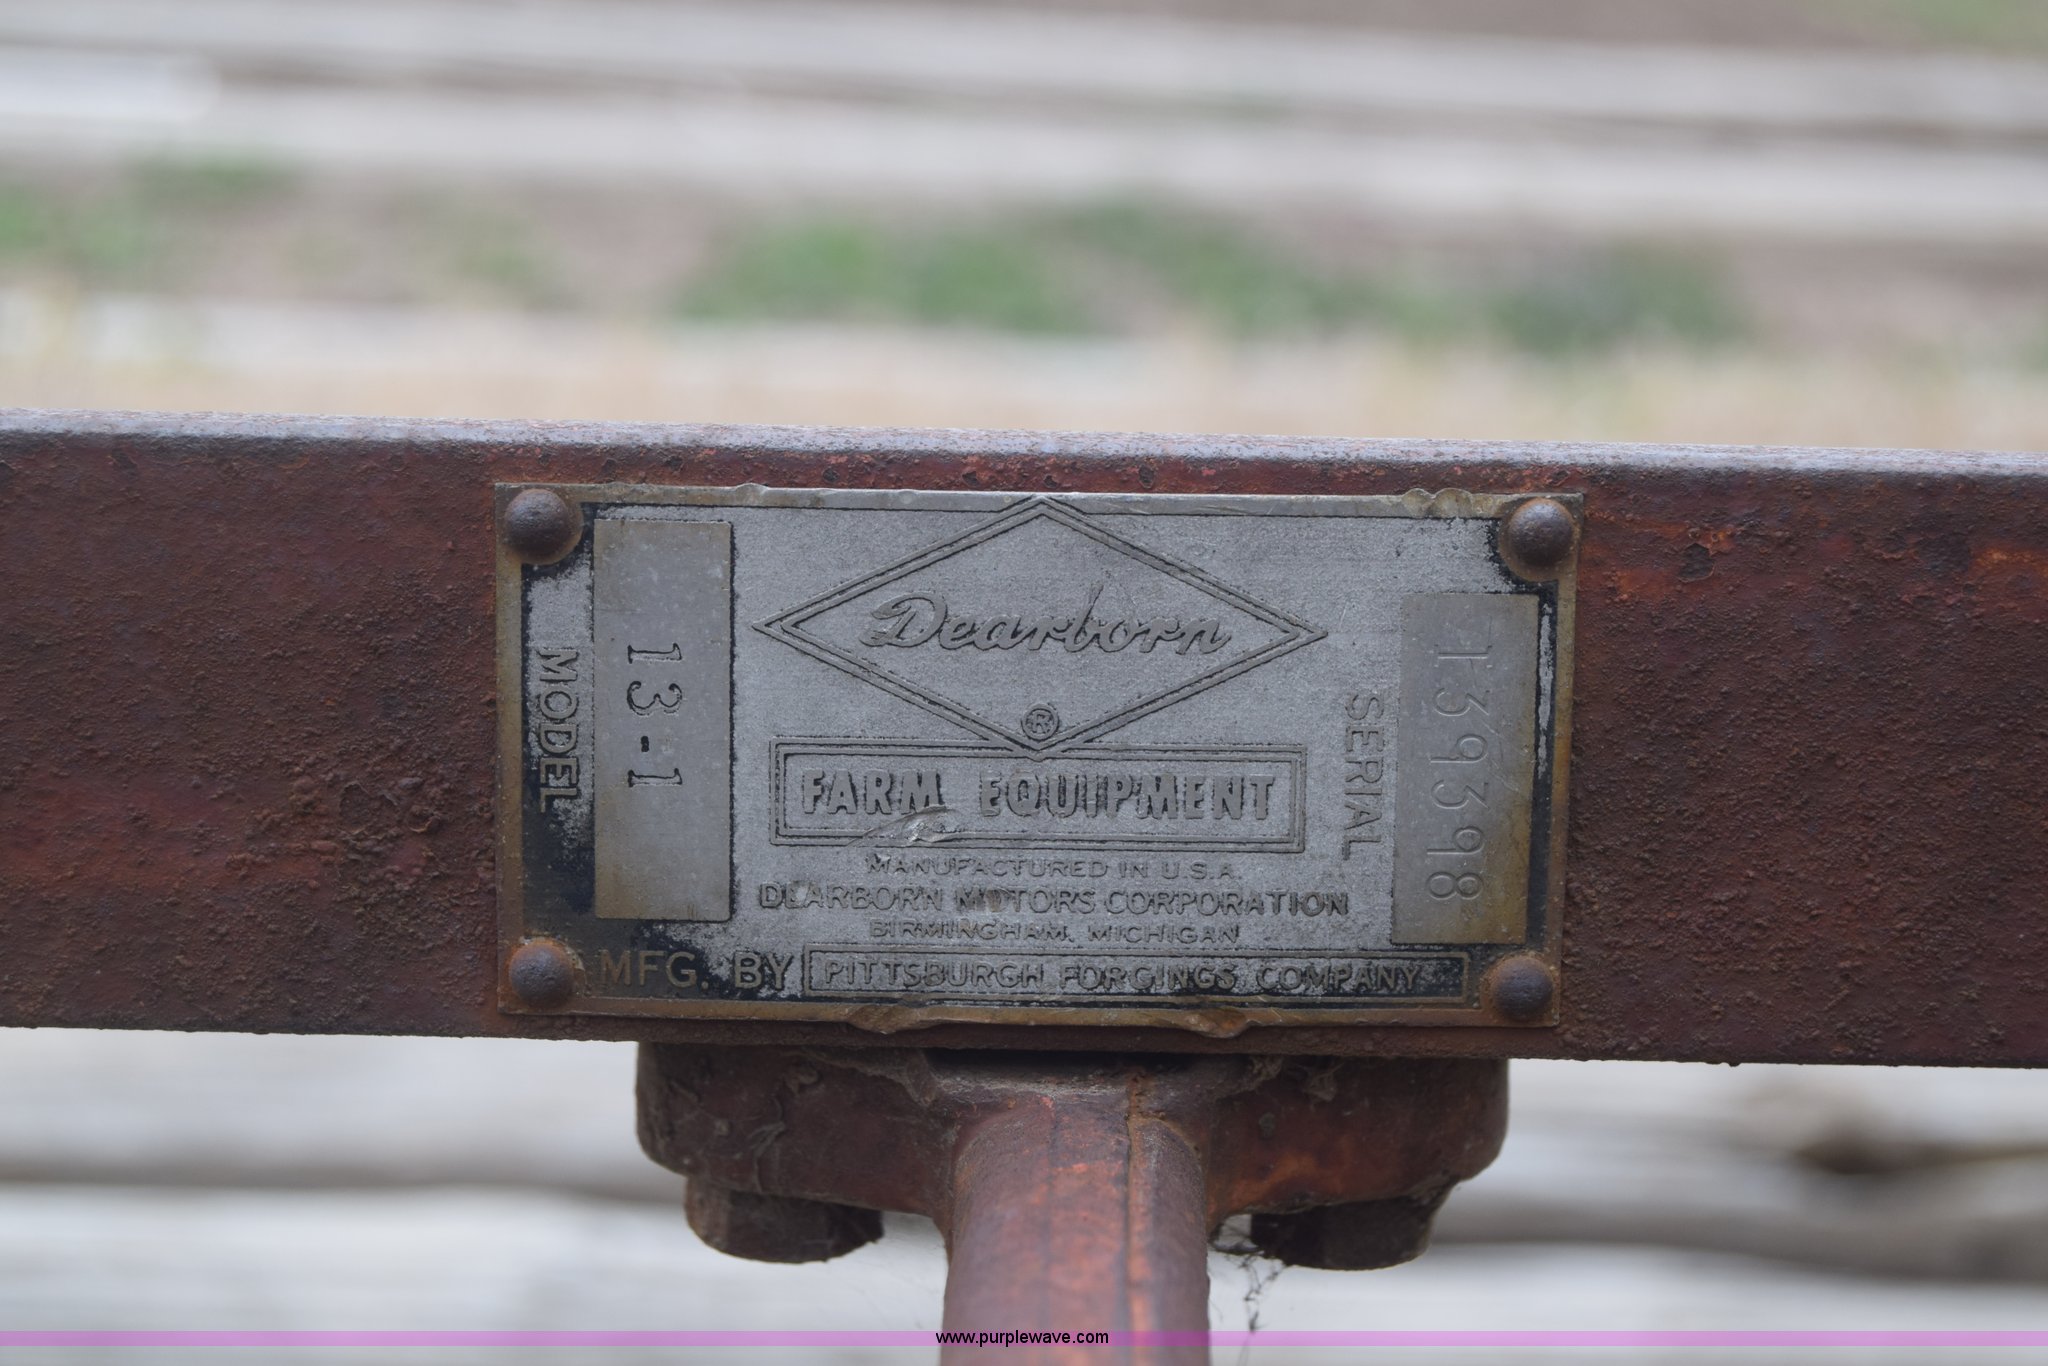 Dearborn
®
FARM EQUIPMENT
MANUFACTURED IN U.S.A.
DEARBORN MOTORS CORPORATION
BIRMINGHAM, MICHIGAN
MFG. BY PITTSBURGH FORGINGS COMPANY
MODEL
13-1
SERIAL
139398
www.purplewave.com